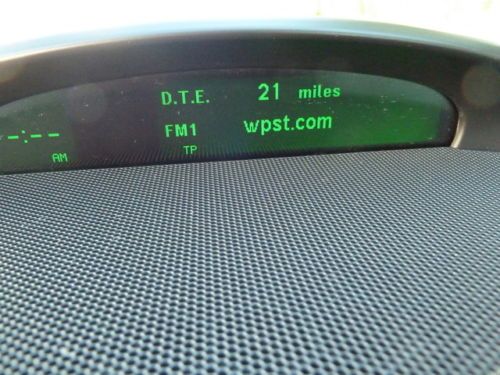 D.T.E. 21 miles
--:-- FM1 wpst.com
AM TP